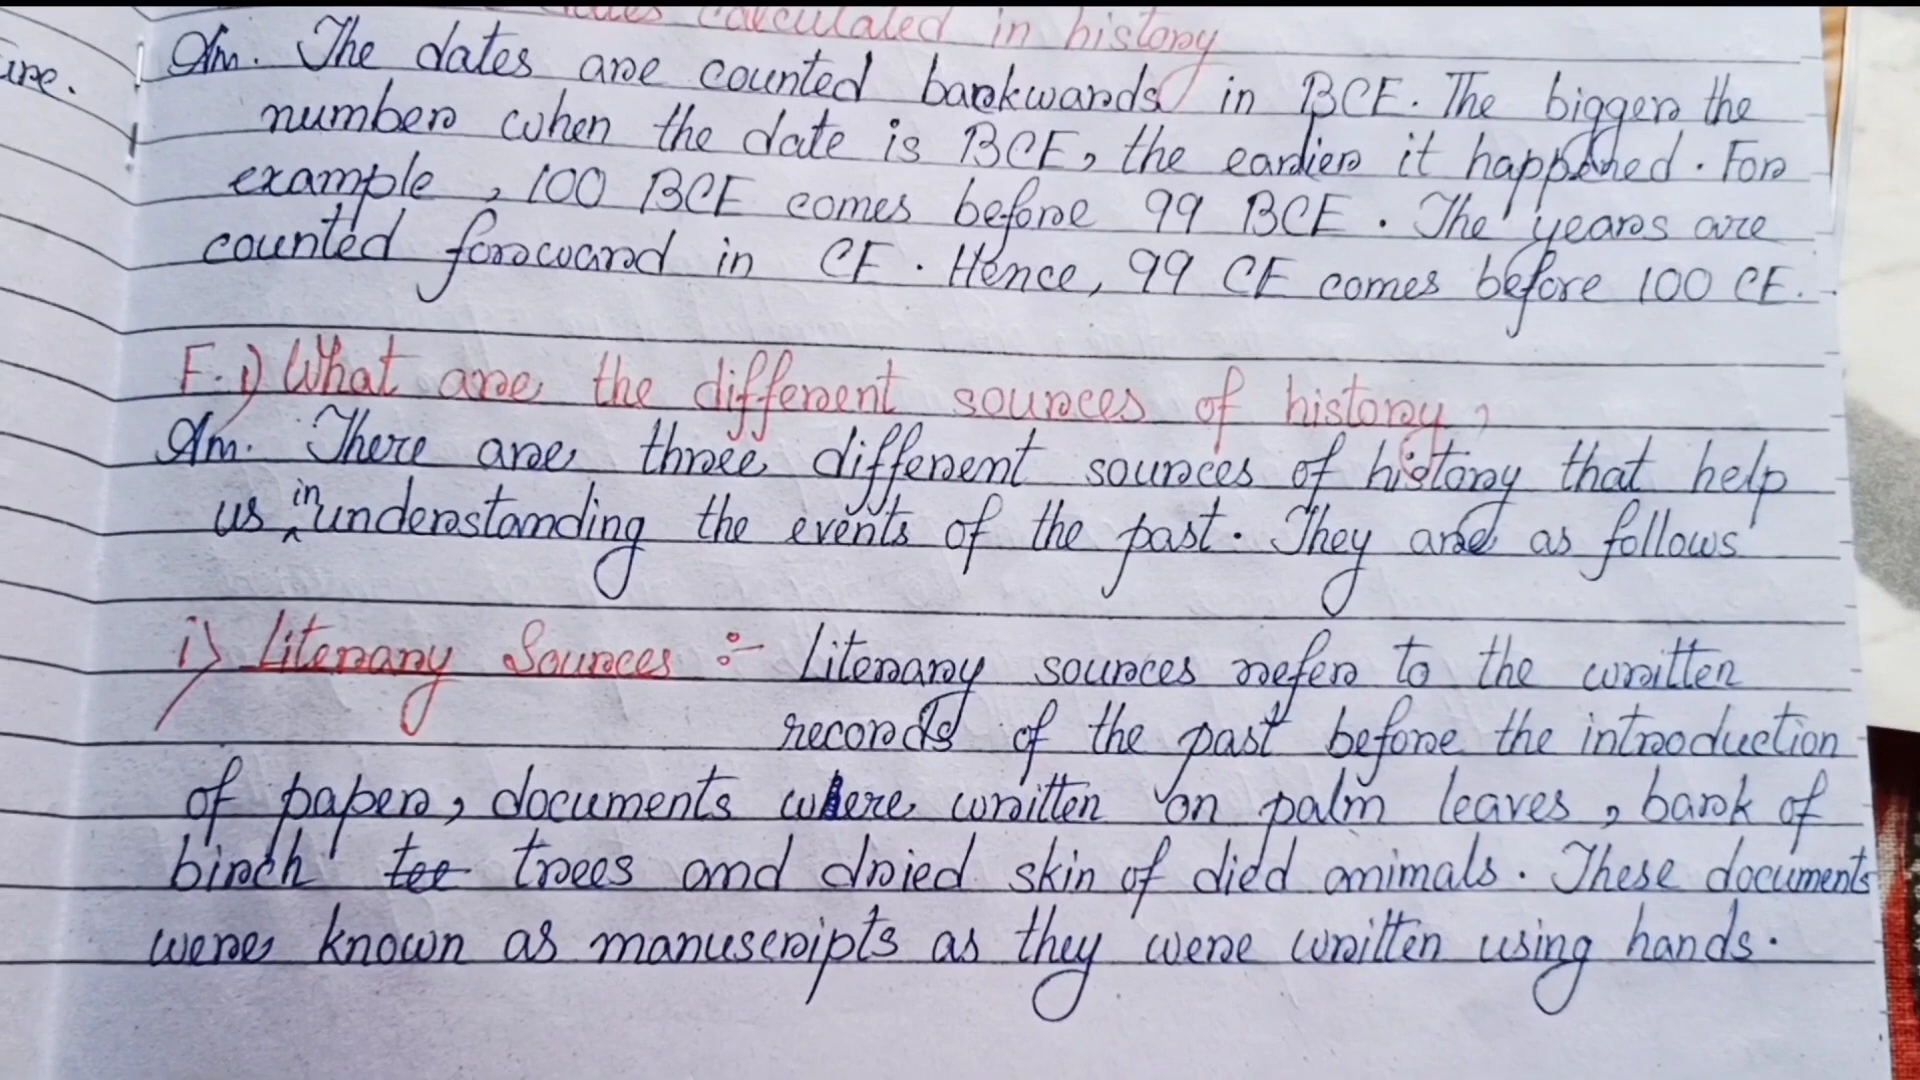 calculated in history
ine.
Ans. The dates are counted backwards in BCE. The bigger the
number when the date is BCE, the earlier it happened. For
example, 100 BCE comes before 99 BCE. The years are
counted forward in CE. Hence, 99 CE comes before 100 CE.
F. i) What are the different sources of history?
Ans. There are three different sources of history that help
us in understanding the events of the past. They are as follows
i) Literary Sources :- Literary sources refer to the written
records of the past before the introduction
of paper, documents where written on palm leaves, bark of
birch tee trees and dried skin of died animals. These documents
were known as manuscripts as they were written using hands.